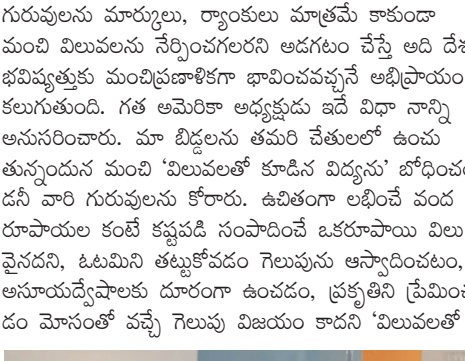 గురువులను మార్కులు, ర్యాంకులు మాత్రమే కాకుండా
మంచి విలువలను నేర్పించగలరని అడగటం చేస్తే అది దేశ
భవిష్యత్తుకు మంచిప్రణాళికగా భావించవచ్చనే అభిప్రాయం
కలుగుతుంది. గత అమెరికా అధ్యక్షుడు ఇదే విధా నాన్ని
అనుసరించారు. మా బిడ్డలను తమరి చేతులలో ఉంచు
తున్నందున మంచి ‘విలువలతో కూడిన విద్యను’ బోధించం
డనీ వారి గురువులను కోరారు. ఉచితంగా లభించే వంద
రూపాయల కంటే కష్టపడి సంపాదించే ఒకరూపాయి విలు
వైనదని, ఓటమిని తట్టుకోవడం గెలుపును ఆస్వాదించటం,
అసూయద్వేషాలకు దూరంగా ఉంచడం, ప్రకృతిని ప్రేమించ
డం మోసంతో వచ్చే గెలుపు విజయం కాదని ‘విలువలతో